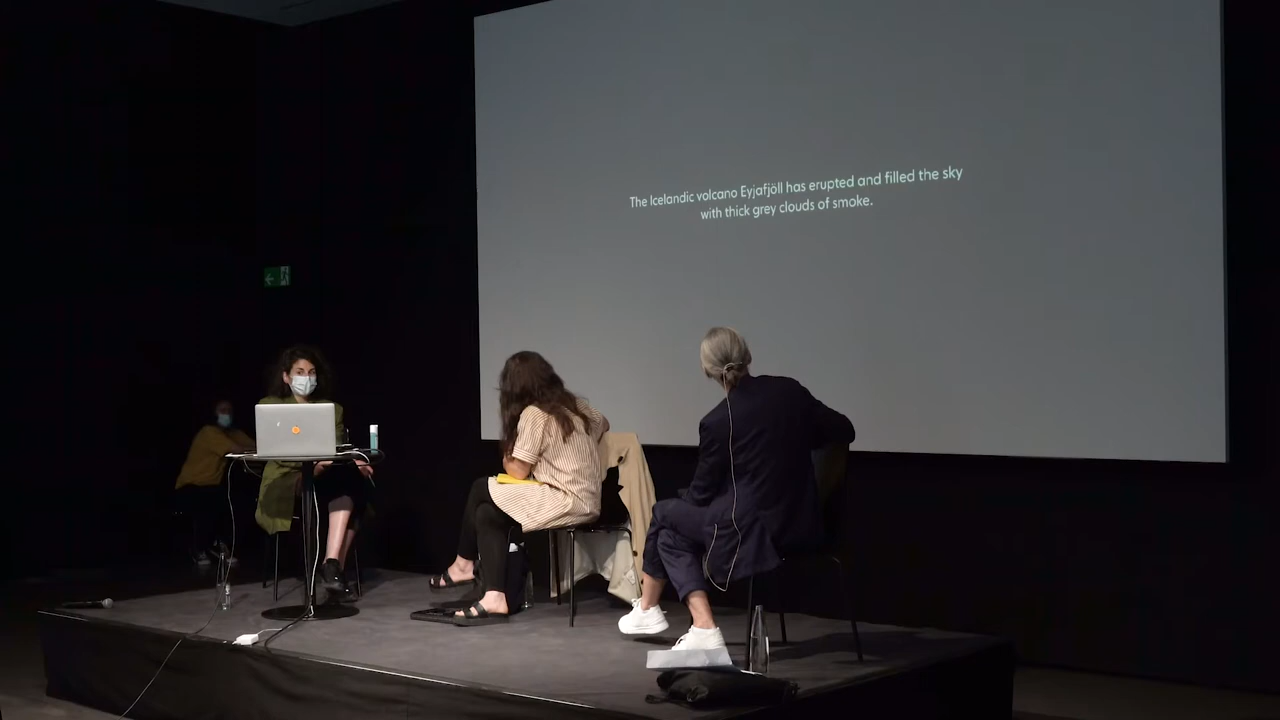 The Icelandic volcano Eyjafjöll has erupted and filled the sky
with thick grey clouds of smoke.